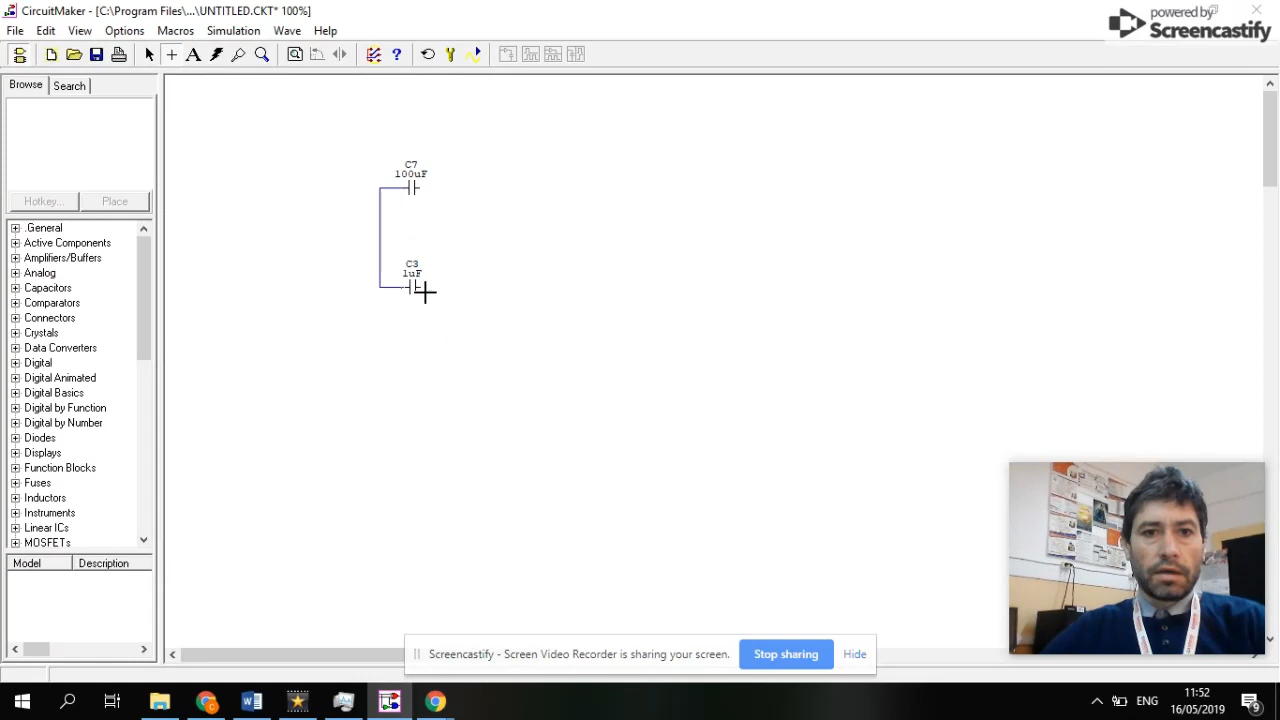 CircuitMaker - [C:\Program Files\...\UNTITLED.CKT* 100%]
powered by
Screencastify
File Edit View Options Macros Simulation Wave Help
Browse Search
Hotkey... Place
.General
Active Components
Amplifiers/Buffers
Analog
Capacitors
Comparators
Connectors
Crystals
Data Converters
Digital
Digital Animated
Digital Basics
Digital by Function
Digital by Number
Diodes
Displays
Function Blocks
Fuses
Inductors
Instruments
Linear ICs
MOSFETs
Model Description
C7
100uF
C3
1uF
Screencastify - Screen Video Recorder is sharing your screen. Stop sharing Hide
ENG
11:52
16/05/2019
9